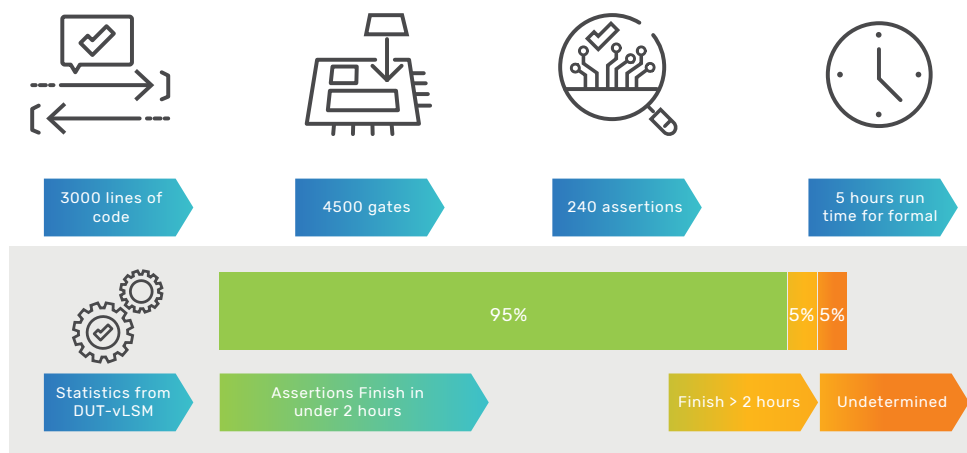 3000 lines of
code
4500 gates
240 assertions
5 hours run
time for formal
95%
5%
5%
Statistics from
DUT-vLSM
Assertions Finish in
under 2 hours
Finish > 2 hours
Undetermined